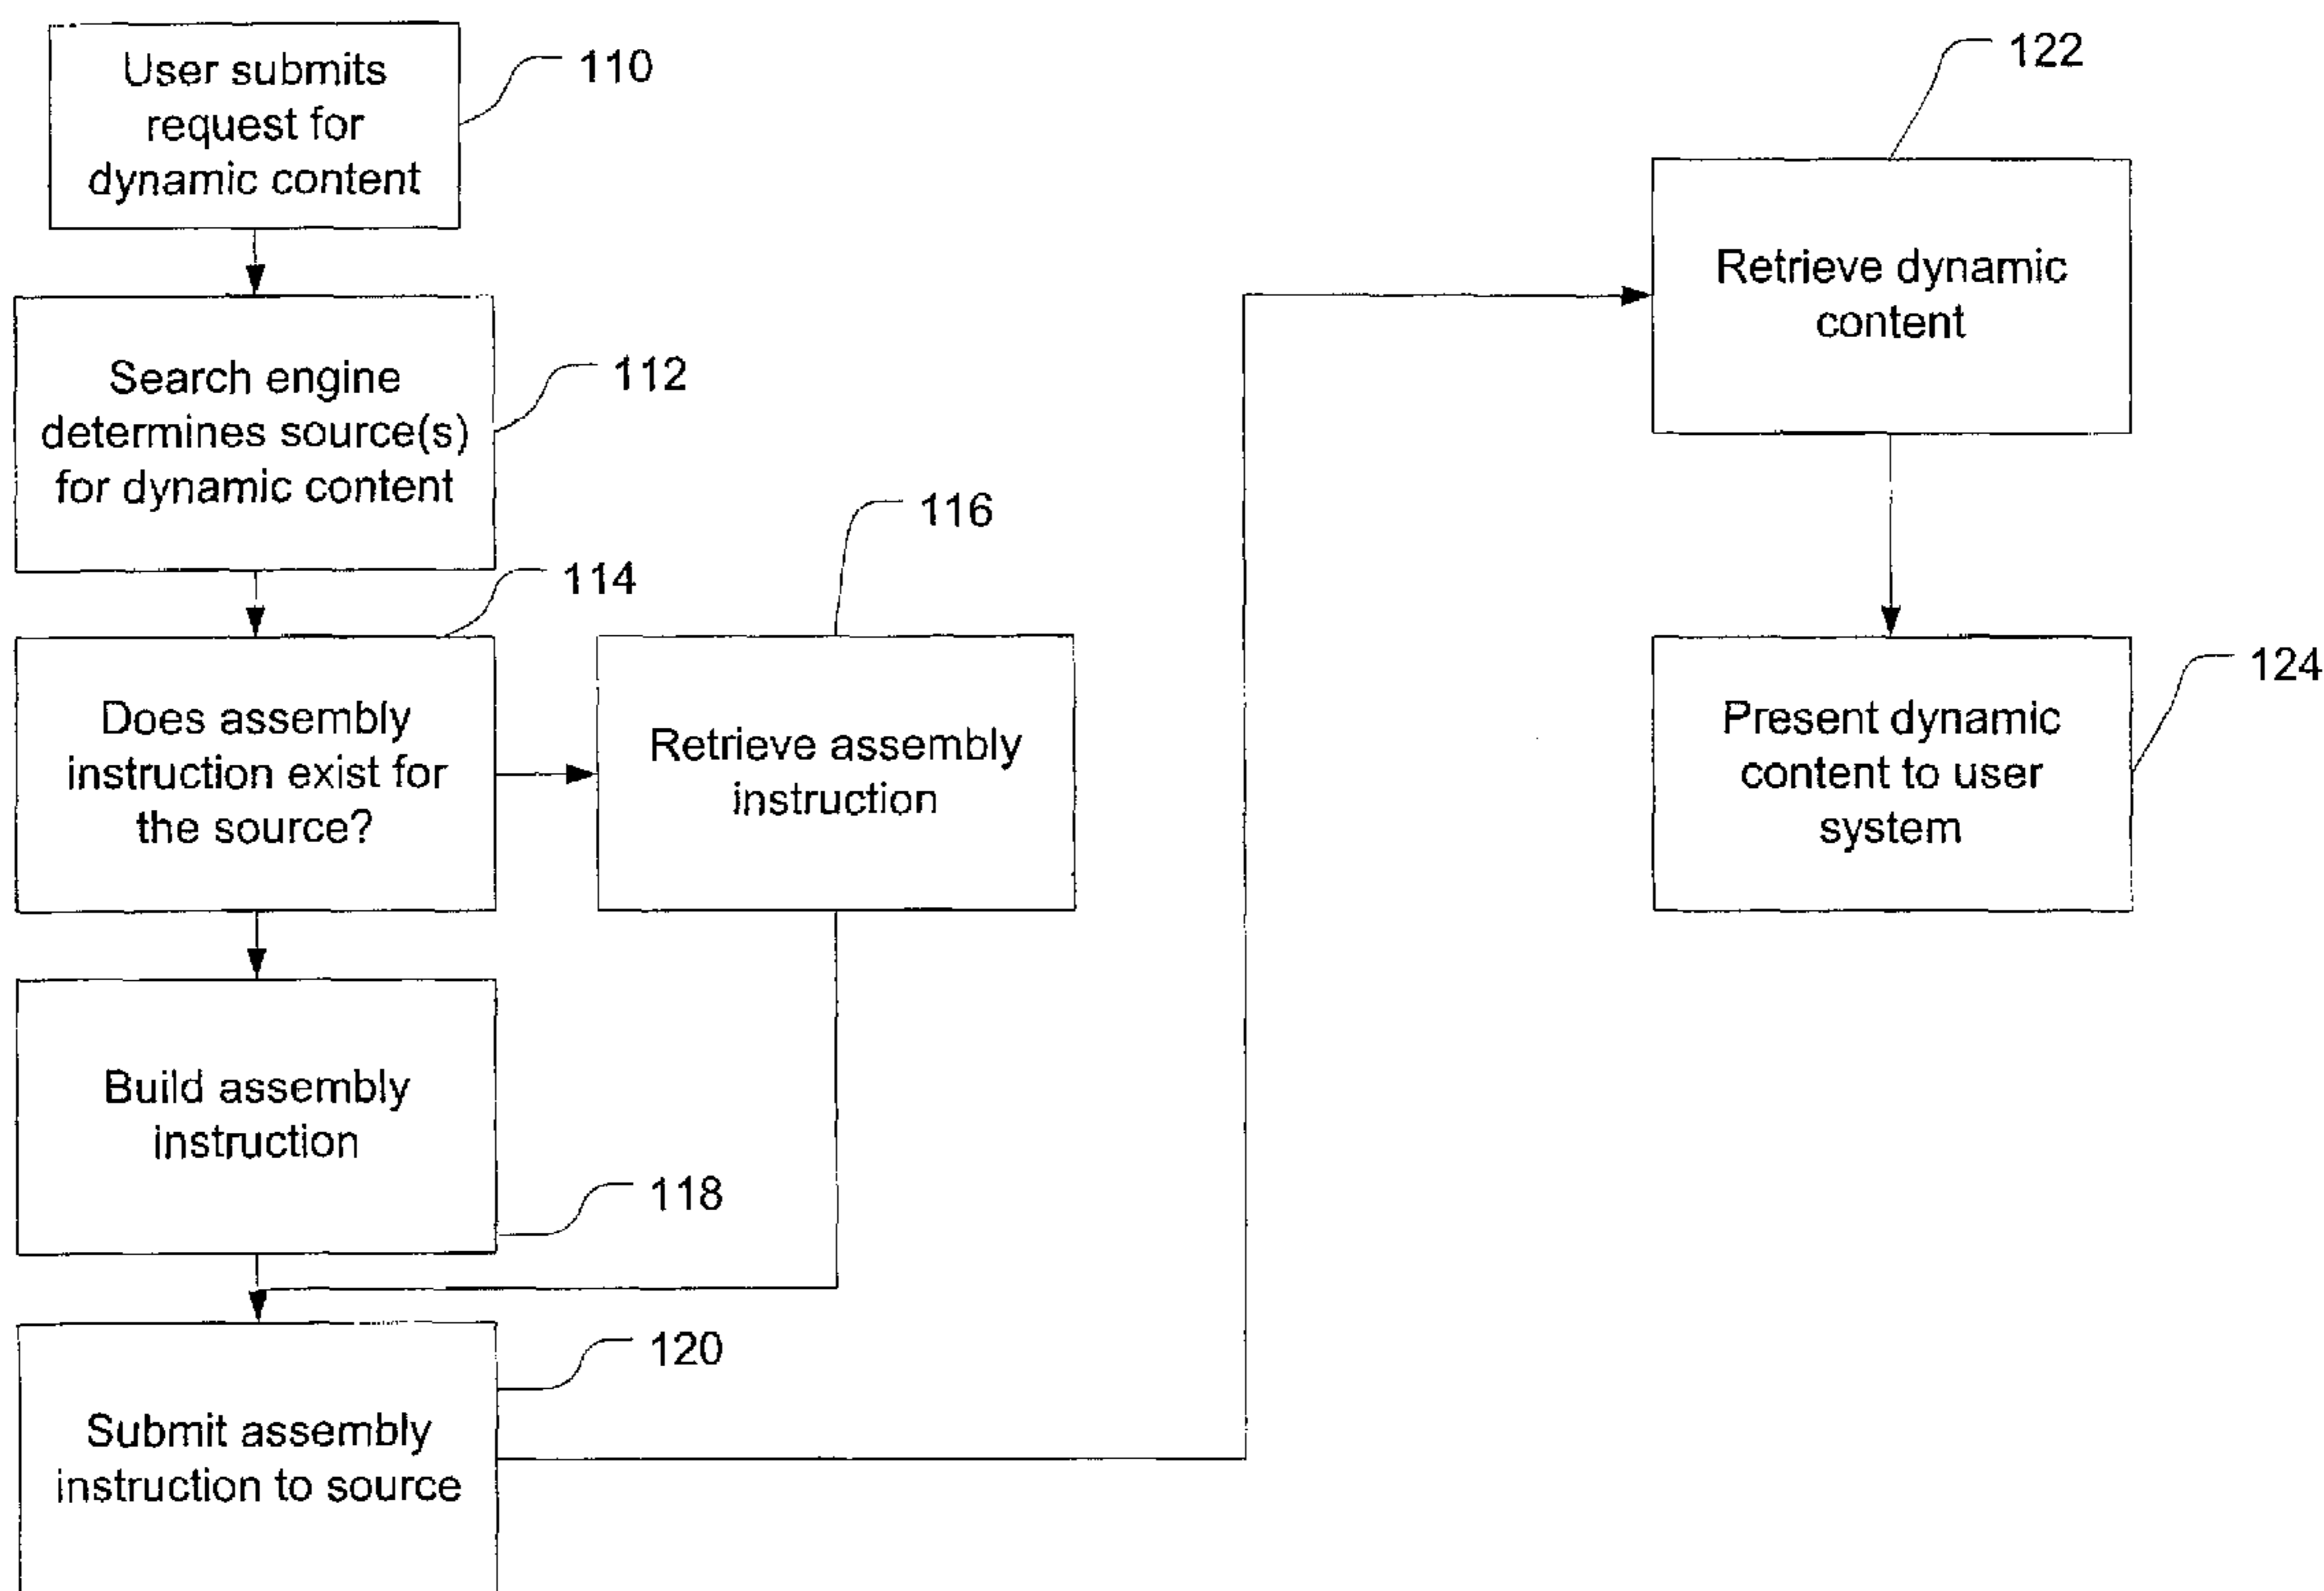 User submits
request for
dynamic content
110
Search engine
determines source(s)
for dynamic content
112
114
Does assembly
instruction exist for
the source?
116
Retrieve assembly
instruction
Build assembly
instruction
118
120
Submit assembly
instruction to source
122
Retrieve dynamic
content
124
Present dynamic
content to user
system